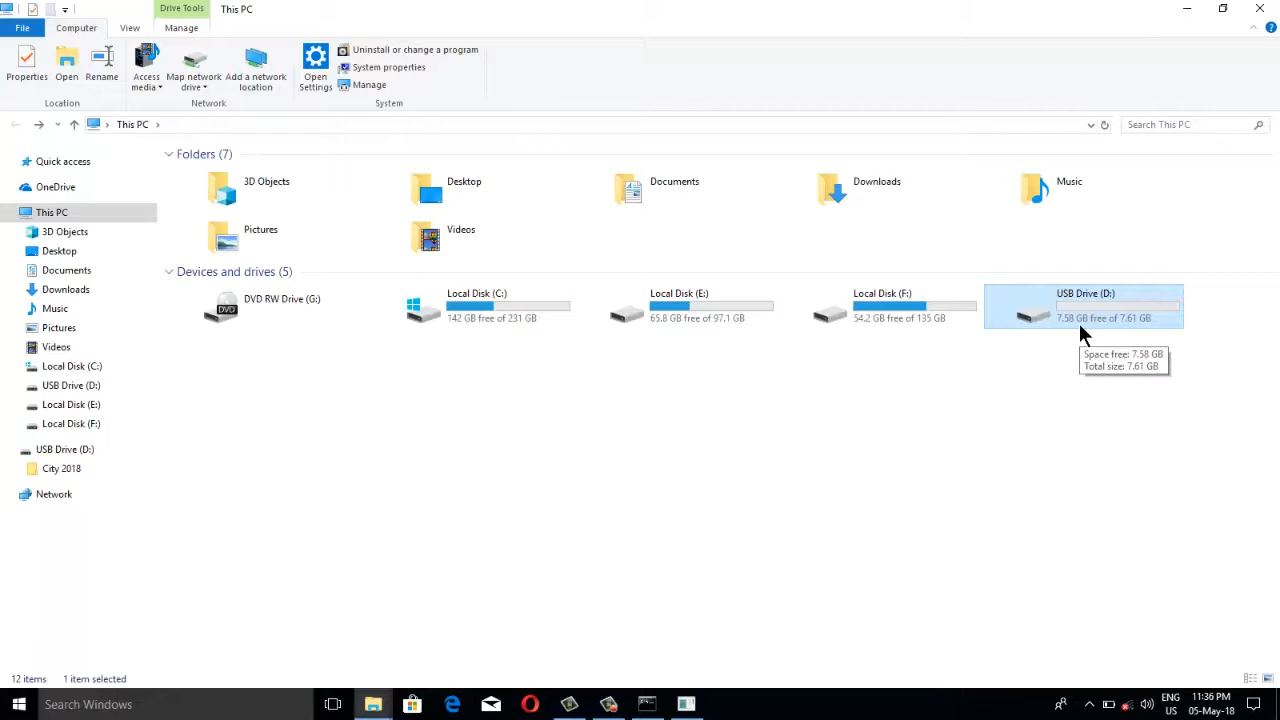 Drive Tools
This PC
File
Computer
View
Manage
Properties
Open
Rename
Access media
Map network drive
Add a network location
Open Settings
Uninstall or change a program
System properties
Manage
Location
Network
System
This PC
Search This PC
Quick access
OneDrive
This PC
3D Objects
Desktop
Documents
Downloads
Music
Pictures
Videos
Local Disk (C:)
USB Drive (D:)
Local Disk (E:)
Local Disk (F:)
USB Drive (D:)
City 2018
Network
Folders (7)
3D Objects
Desktop
Documents
Downloads
Music
Pictures
Videos
Devices and drives (5)
DVD RW Drive (G:)
DVD
Local Disk (C:)
142 GB free of 231 GB
Local Disk (E:)
65.8 GB free of 97.1 GB
Local Disk (F:)
54.2 GB free of 135 GB
USB Drive (D:)
7.58 GB free of 7.61 GB
Space free: 7.58 GB
Total size: 7.61 GB
12 items
1 item selected
Search Windows
ENG
US
11:36 PM
05-May-18